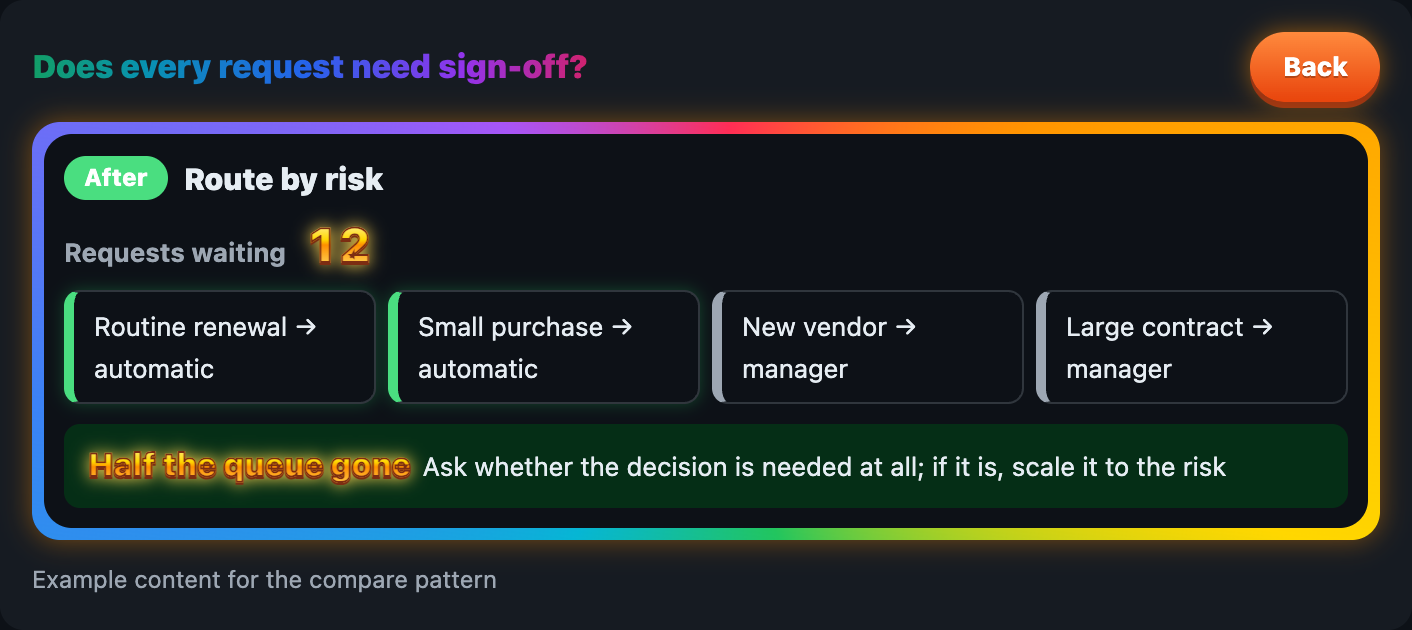 Does every request need sign-off?
Back
After
Route by risk
Requests waiting 12
Routine renewal →
automatic
Small purchase →
automatic
New vendor →
manager
Large contract →
manager
Half the queue gone Ask whether the decision is needed at all; if it is, scale it to the risk
Example content for the compare pattern